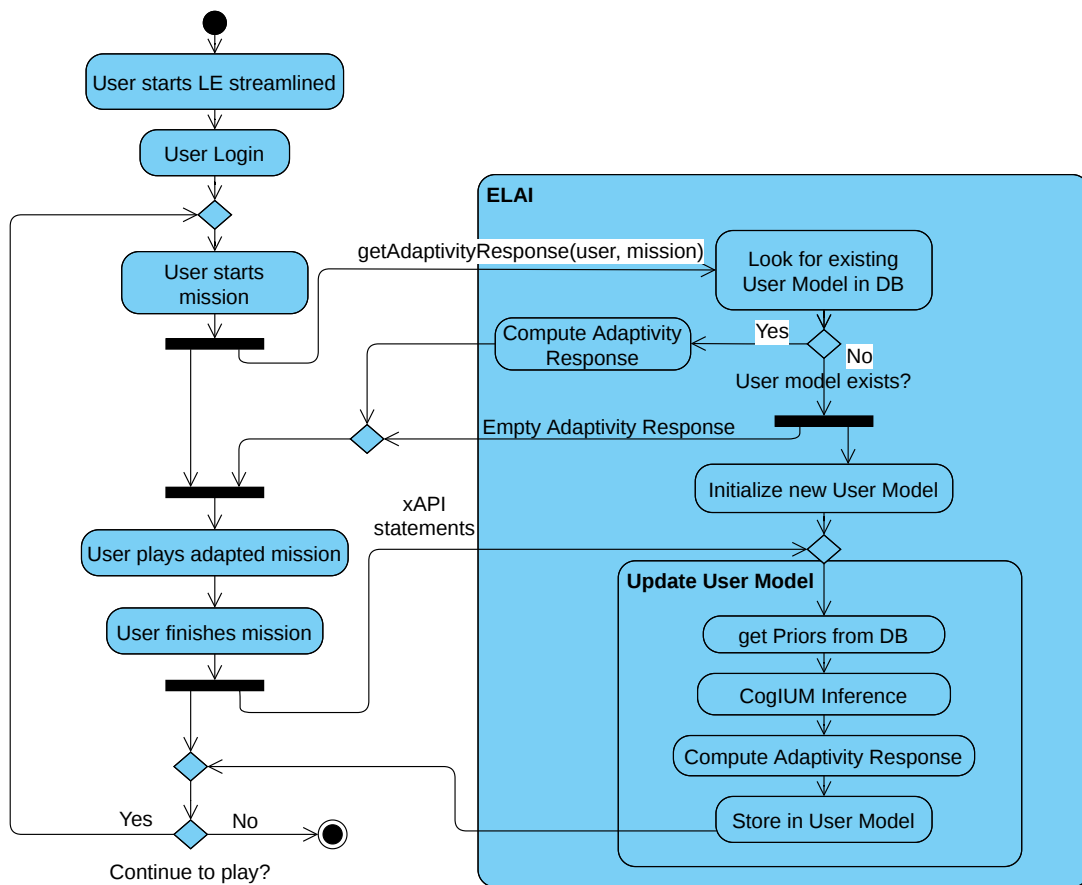 User starts LE streamlined
User Login
ELAI
getAdaptivityResponse(user, mission)
Look for existing
User Model in DB
User starts
mission
Compute Adaptivity
Response
Yes
No
User model exists?
Empty Adaptivity Response
Initialize new User Model
xAPI
statements
User plays adapted mission
Update User Model
User finishes mission
get Priors from DB
CogIUM Inference
Compute Adaptivity Response
Store in User Model
Yes
No
Continue to play?